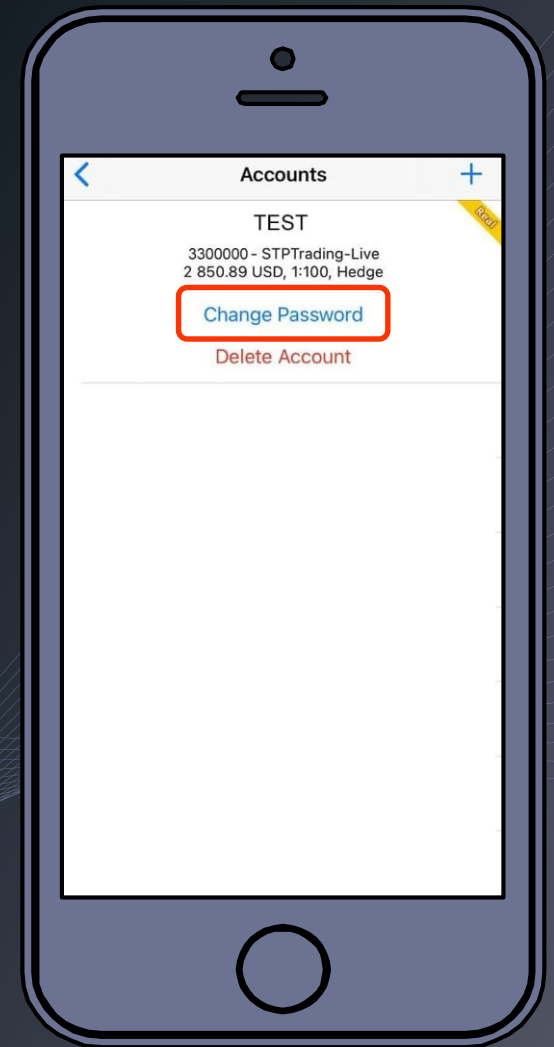 Accounts
Real
TEST
3300000 - STPTrading-Live
2 850.89 USD, 1:100, Hedge
Change Password
Delete Account